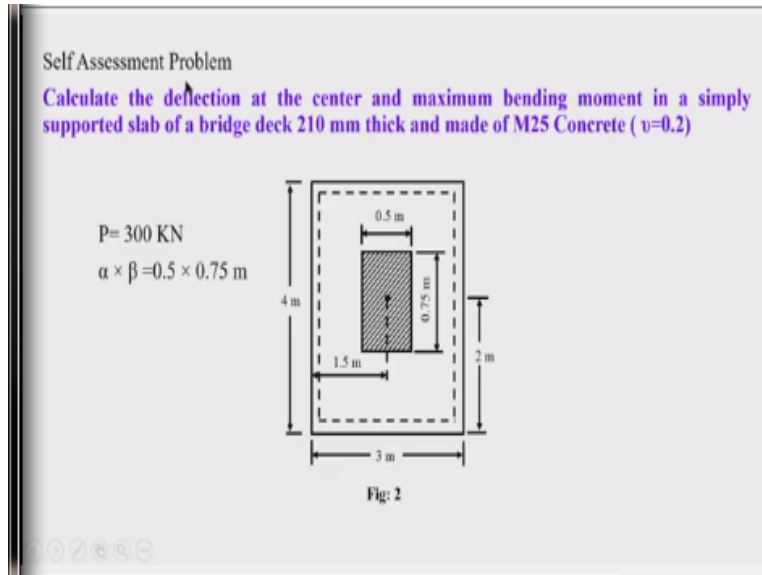 Self Assessment Problem
Calculate the deflection at the center and maximum bending moment in a simply
supported slab of a bridge deck 210 mm thick and made of M25 Concrete ( υ=0.2)
P= 300 KN
α × β =0.5 × 0.75 m
0.5 m
0.75 m
4 m
1.5 m
2 m
3 m
Fig: 2